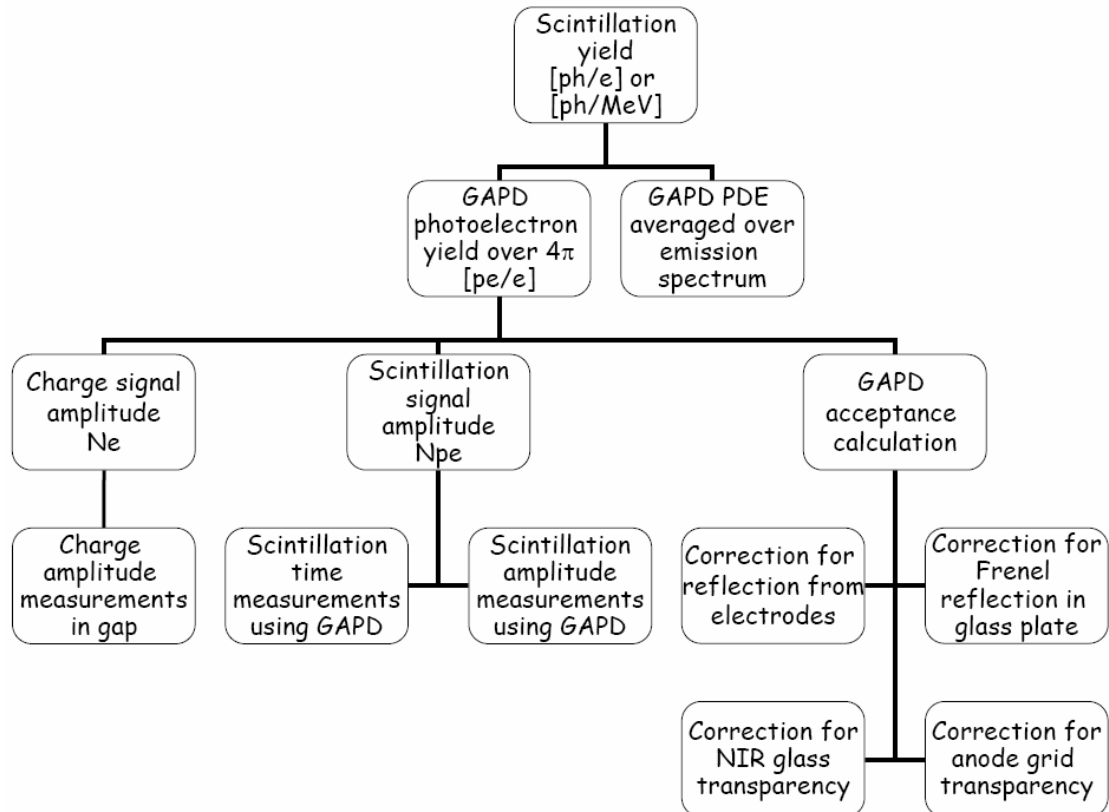 Scintillation
yield
[ph/e] or
[ph/MeV]
GAPD
photoelectron
yield over 4π
[pe/e]
GAPD PDE
averaged over
emission
spectrum
Charge signal
amplitude
Ne
Scintillation
signal
amplitude
Npe
GAPD
acceptance
calculation
Charge
amplitude
measurements
in gap
Scintillation
time
measurements
using GAPD
Scintillation
amplitude
measurements
using GAPD
Correction for
reflection from
electrodes
Correction for
Frenel
reflection in
glass plate
Correction for
NIR glass
transparency
Correction for
anode grid
transparency